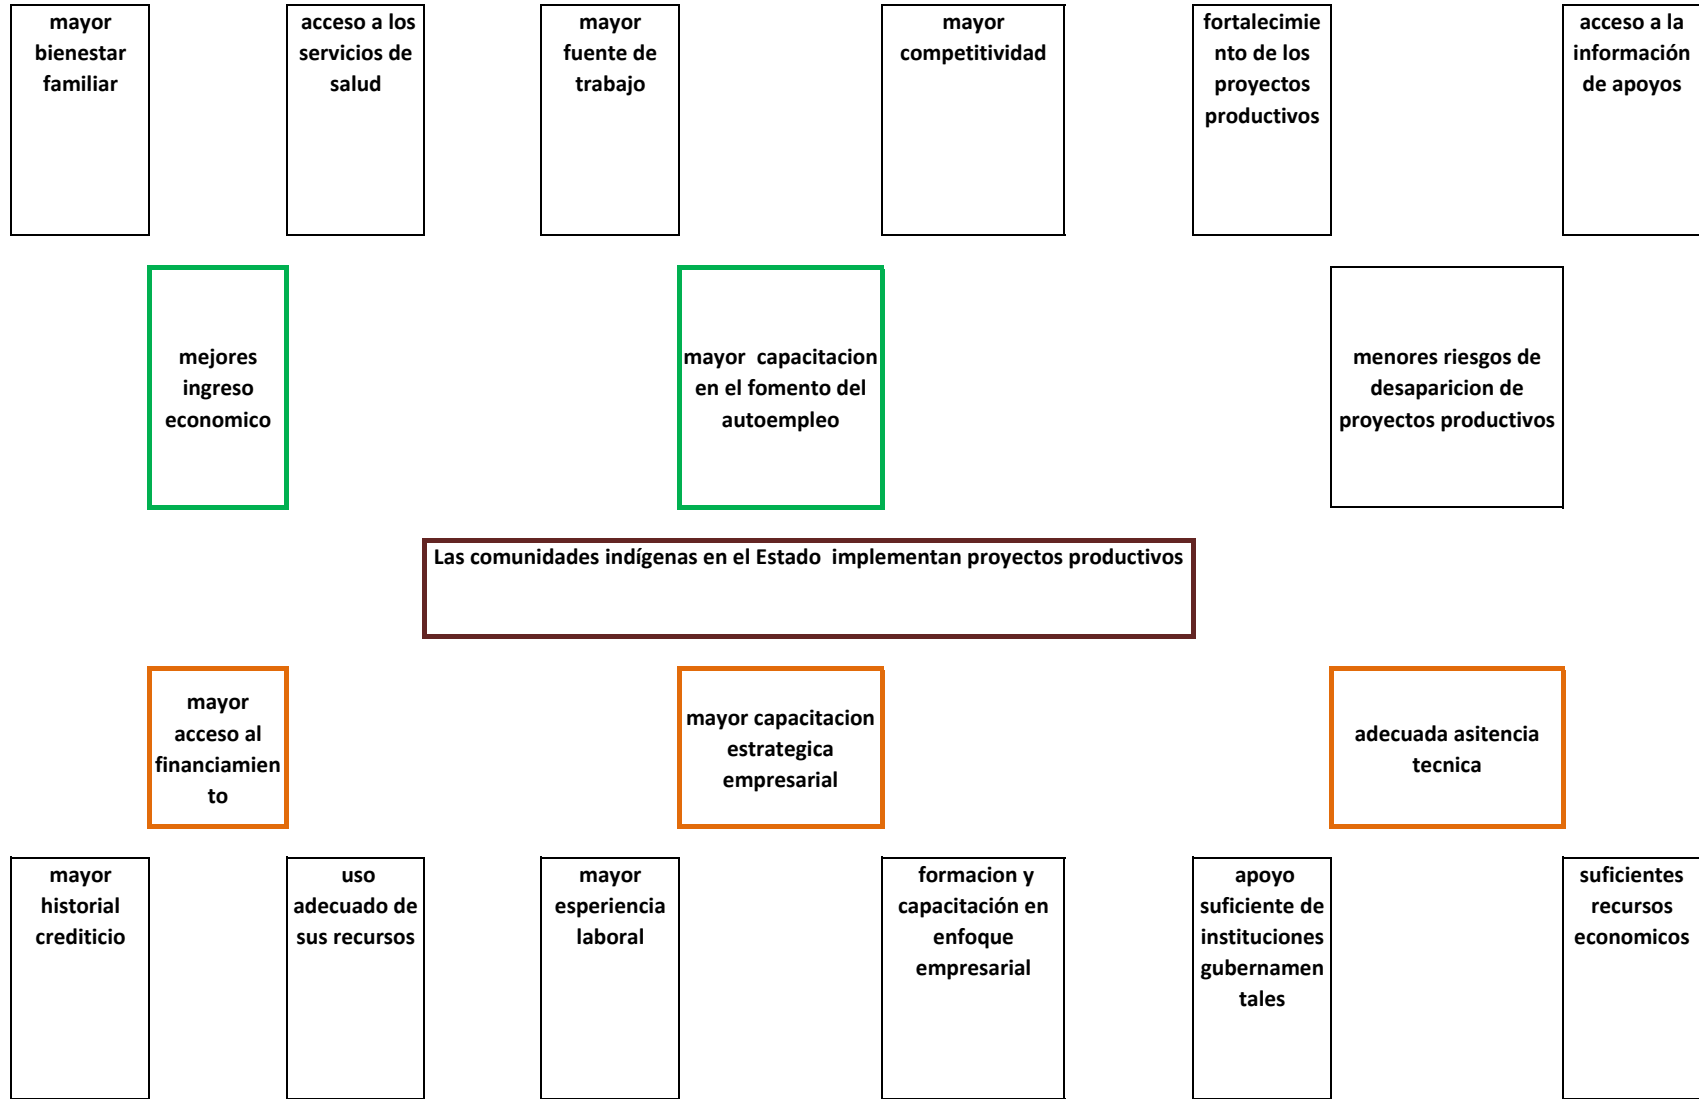 mayor
bienestar
familiar
acceso a los
servicios de
salud
mayor
fuente de
trabajo
mayor
competitividad
fortalecimie
nto de los
proyectos
productivos
acceso a la
información
de apoyos
mejores
ingreso
economico
mayor  capacitacion
en el fomento del
autoempleo
menores riesgos de
desaparicion de
proyectos productivos
Las comunidades indígenas en el Estado  implementan proyectos productivos
mayor
acceso al
financiamien
to
mayor capacitacion
estrategica
empresarial
adecuada asitencia
tecnica
mayor
historial
crediticio
uso
adecuado de
sus recursos
mayor
esperiencia
laboral
formacion y
capacitación en
enfoque
empresarial
apoyo
suficiente de
instituciones
gubernamen
tales
suficientes
recursos
economicos